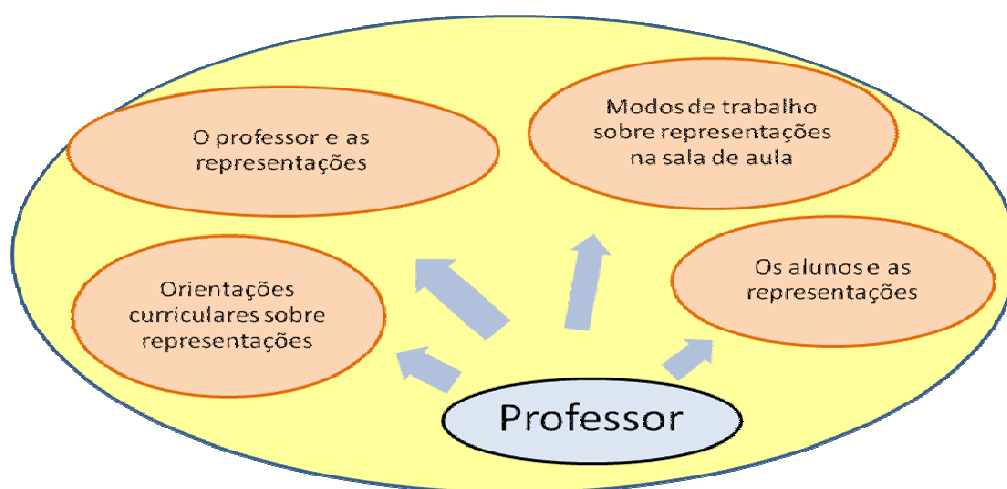 O professor e as
representações
Modos de trabalho
sobre representações
na sala de aula
Orientações
curriculares sobre
representações
Os alunos e as
representações
Professor